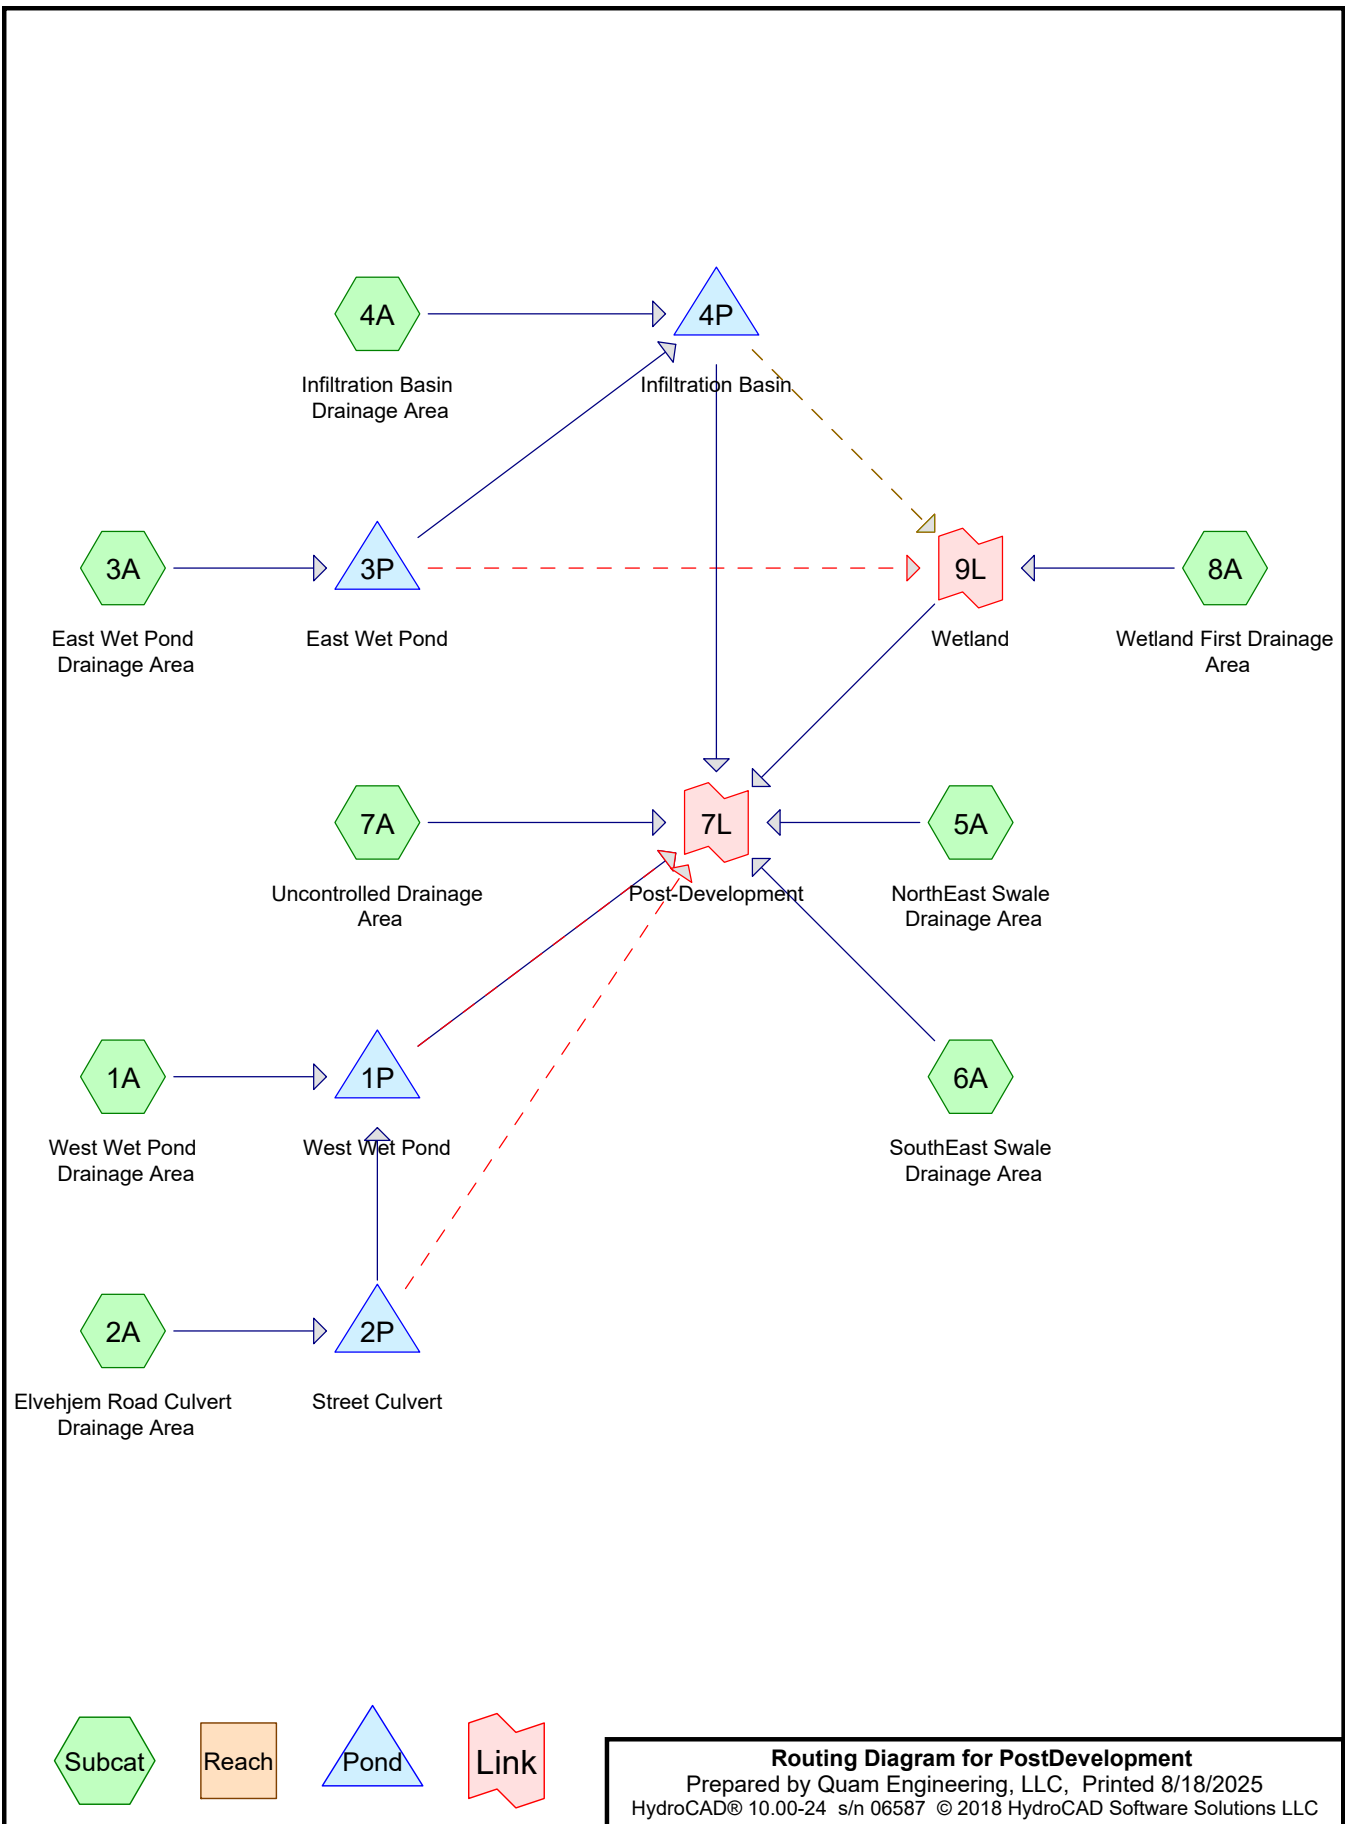 4A
4P
Infiltration Basin
Drainage Area
Infiltration Basin
3A
3P
9L
8A
East Wet Pond
Drainage Area
East Wet Pond
Wetland
Wetland First Drainage
Area
7A
7L
5A
Uncontrolled Drainage
Area
Post-Development
NorthEast Swale
Drainage Area
1A
1P
6A
West Wet Pond
Drainage Area
West Wet Pond
SouthEast Swale
Drainage Area
2A
2P
Elvehjem Road Culvert
Drainage Area
Street Culvert
Subcat
Reach
Pond
Link
Routing Diagram for PostDevelopment
Prepared by Quam Engineering, LLC, Printed 8/18/2025
HydroCAD® 10.00-24 s/n 06587 © 2018 HydroCAD Software Solutions LLC